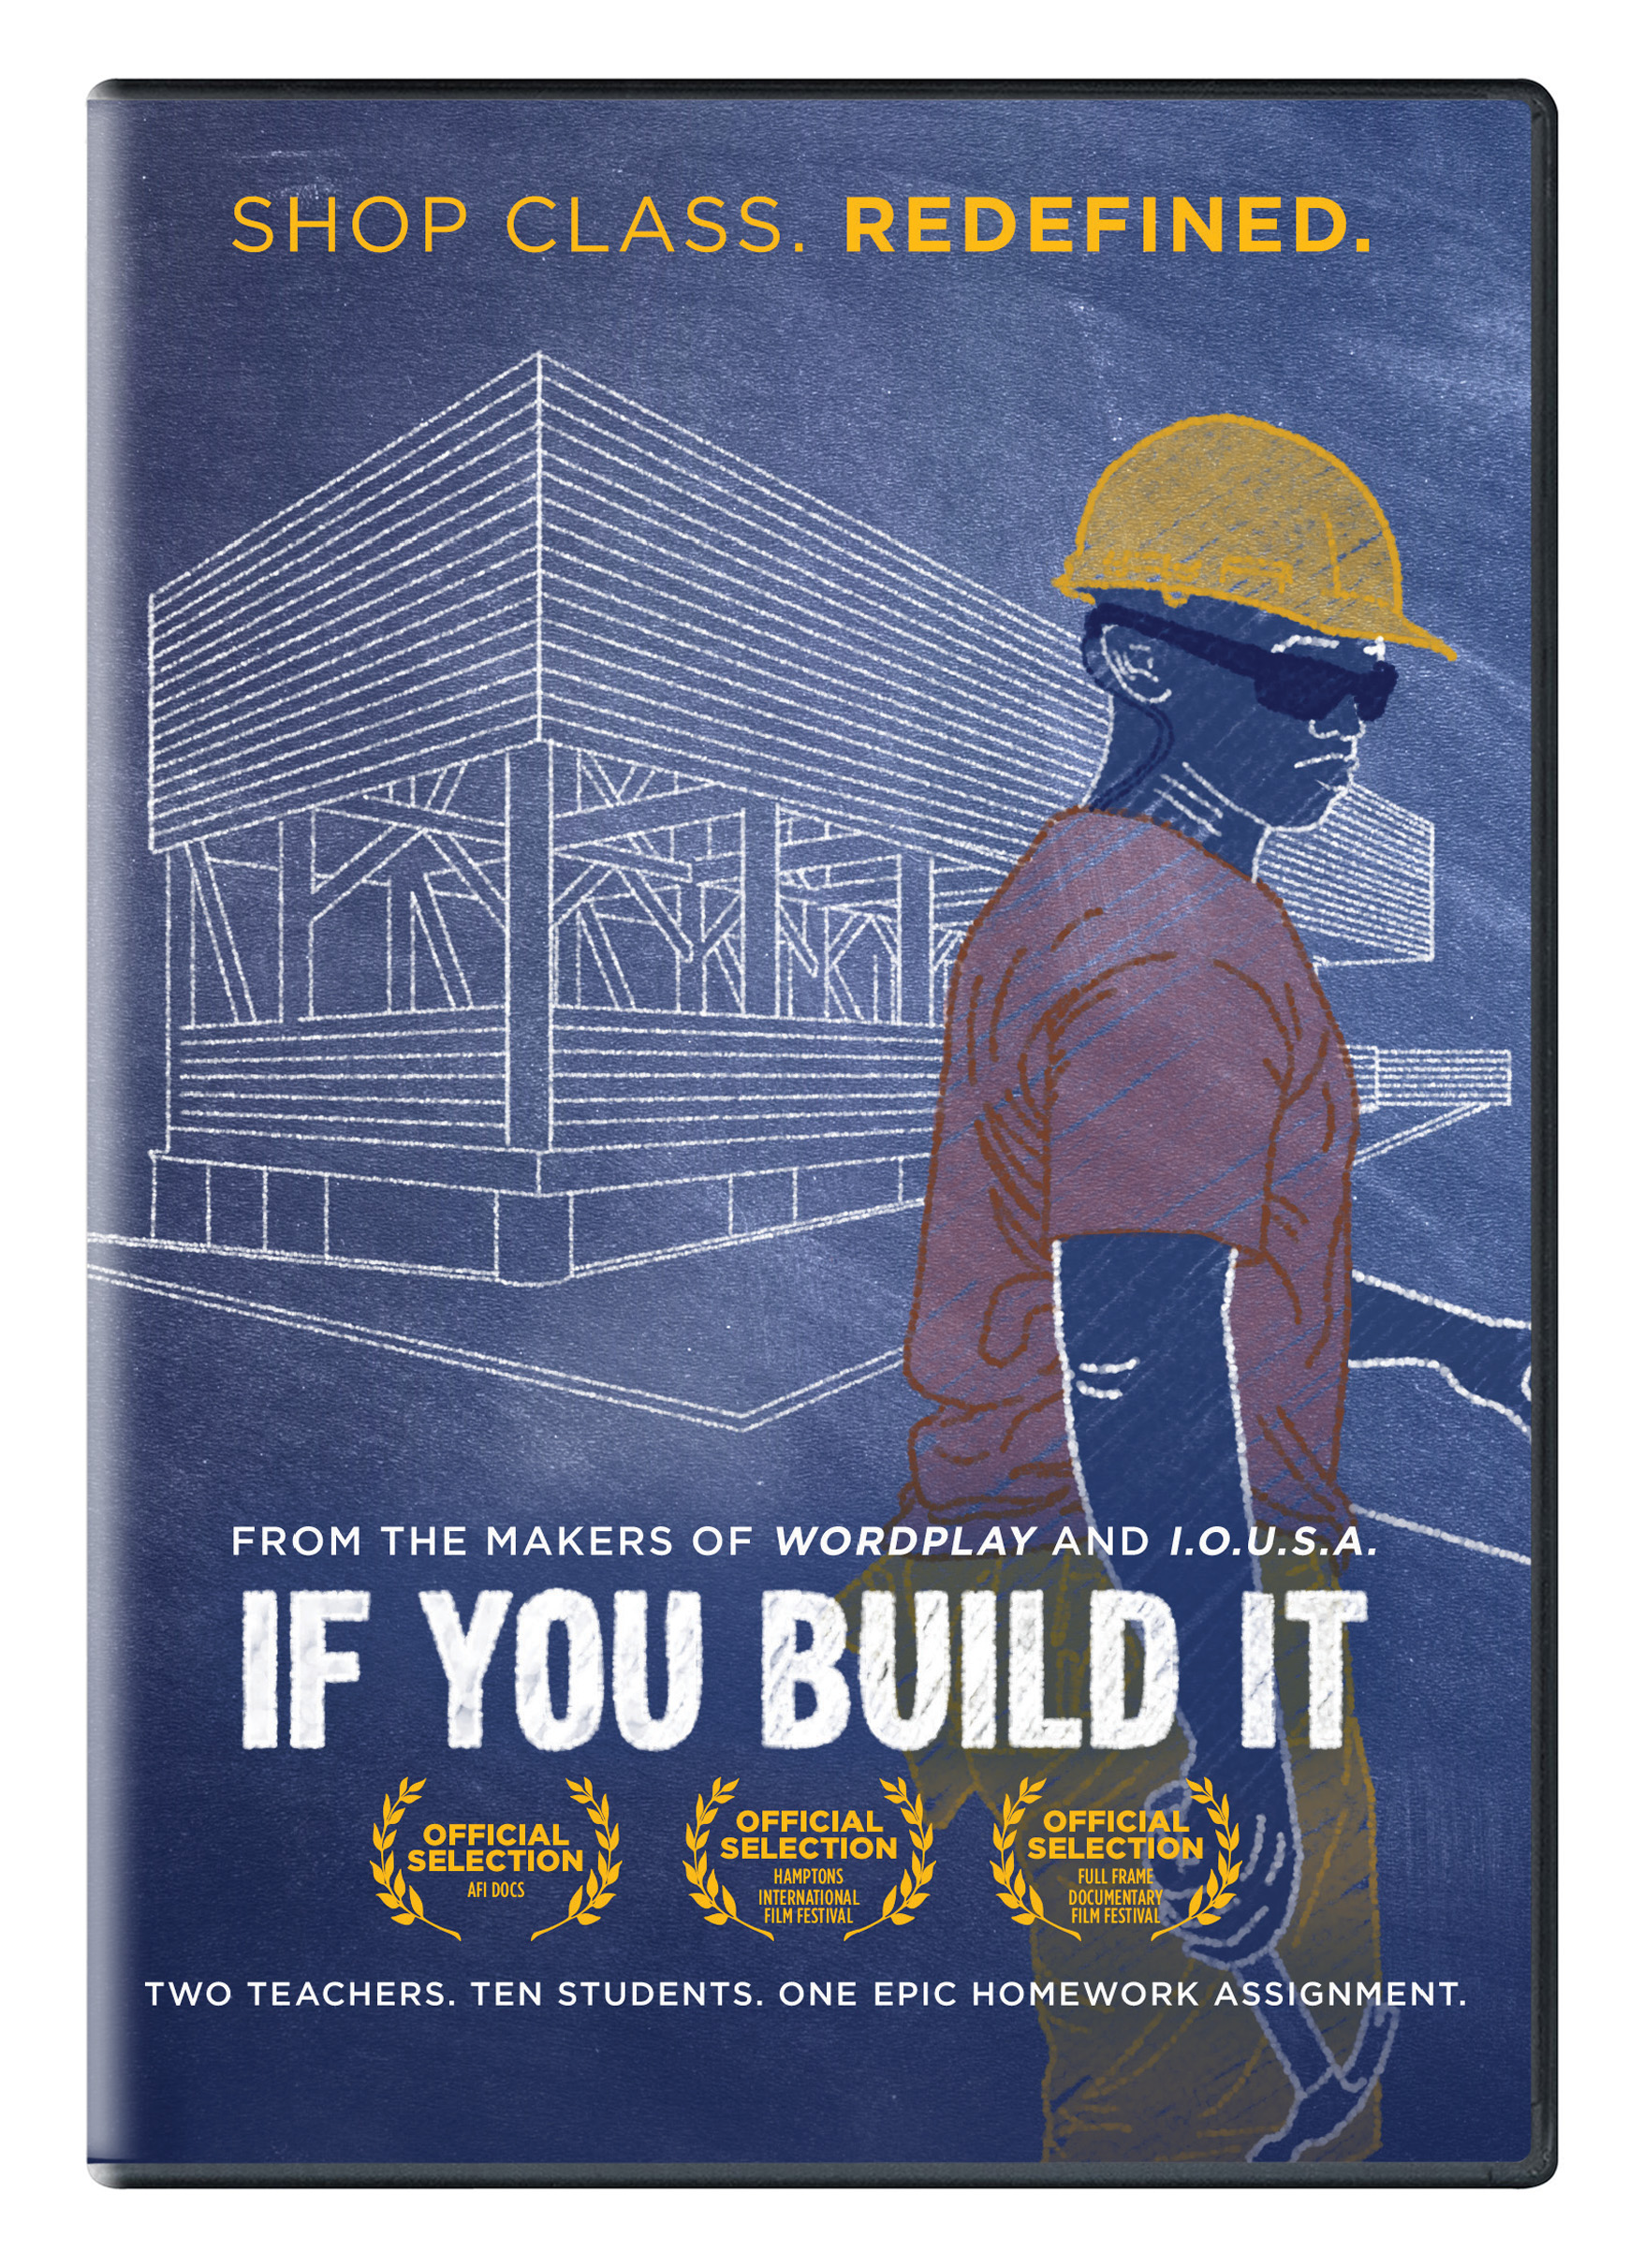 SHOP CLASS. REDEFINED.
FROM THE MAKERS OF WORDPLAY AND I.O.U.S.A.
IF YOU BUILD IT
OFFICIAL
SELECTION
AFI DOCS
OFFICIAL
SELECTION
HAMPTONS
INTERNATIONAL
FILM FESTIVAL
OFFICIAL
SELECTION
FULL FRAME
DOCUMENTARY
FILM FESTIVAL
TWO TEACHERS. TEN STUDENTS. ONE EPIC HOMEWORK ASSIGNMENT.